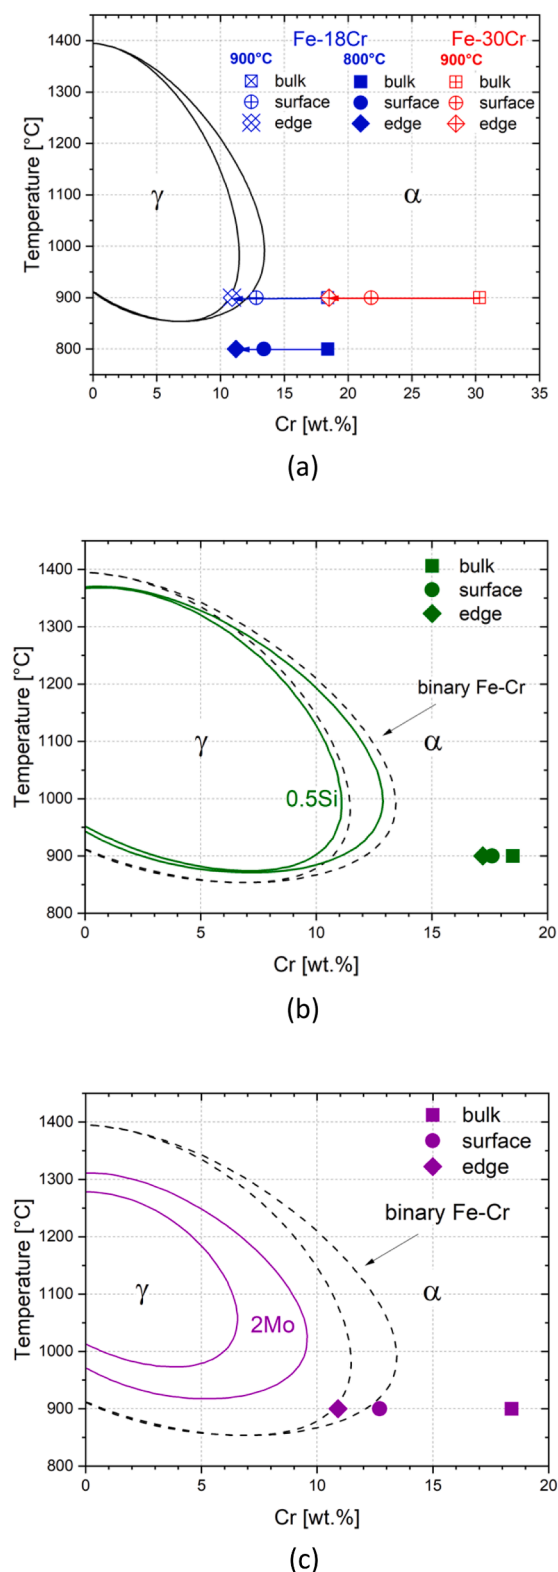 Fe-18Cr Fe-30Cr
900°C 800°C 900°C
bulk bulk bulk
surface surface surface
edge edge edge
Temperature [°C]
1400
1300
1200
1100
1000
900
800
γ
α
0 5 10 15 20 25 30 35
Cr [wt.%]
(a)
bulk
surface
edge
Temperature [°C]
1400
1300
1200
1100
1000
900
800
binary Fe-Cr
γ
α
0.5Si
0 5 10 15 20
Cr [wt.%]
(b)
bulk
surface
edge
Temperature [°C]
1400
1300
1200
1100
1000
900
800
binary Fe-Cr
γ
α
2Mo
0 5 10 15 20
Cr [wt.%]
(c)